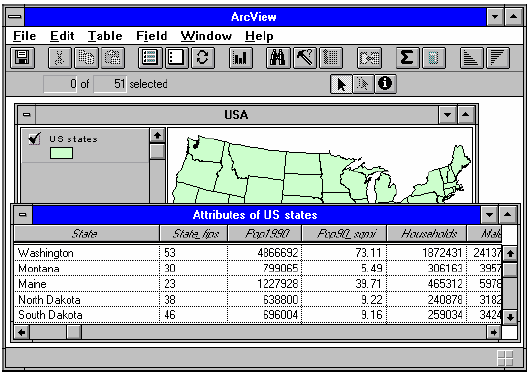 ArcView
File Edit Table Field Window Help
0 of 51 selected
USA
US states
Attributes of US states
State State_fips Pop1990 Pop90_sqmi Households Male
Washington 53 4866692 73.11 1872431 24137
Montana 30 799065 5.49 306163 3957
Maine 23 1227928 39.71 465312 5978
North Dakota 38 638800 9.22 240878 3182
South Dakota 46 696004 9.16 259034 3424